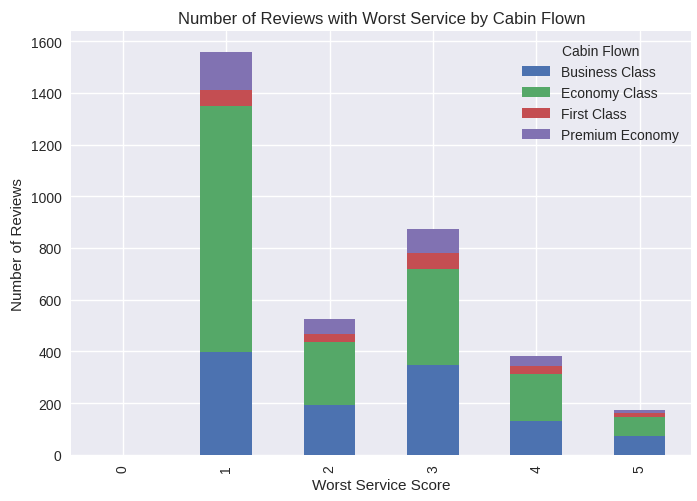 Number of Reviews with Worst Service by Cabin Flown
Cabin Flown
Business Class
Economy Class
First Class
Premium Economy
Number of Reviews
1600
1400
1200
1000
800
600
400
200
0
0 1 2 3 4 5
Worst Service Score